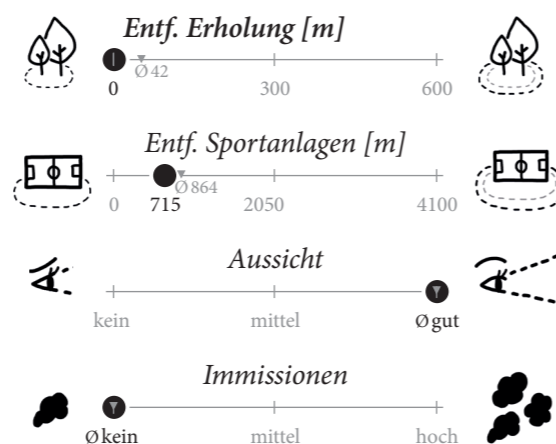 Entf. Erholung [m]
Ø 42
0 300 600
Entf. Sportanlagen [m]
Ø 864
0 715 2050 4100
Aussicht
kein mittel Ø gut
Immissionen
Ø kein mittel hoch